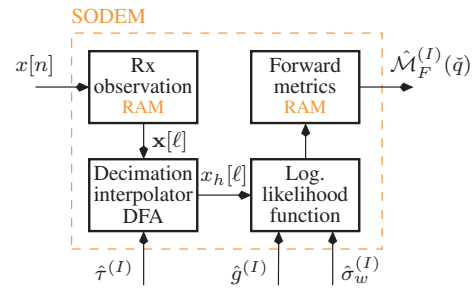 SODEM
x[n]
Rx
observation
RAM
Forward
metrics
RAM
$\hat{\mathcal{M}}_F^{(I)}(\check{q})$
$\mathbf{x}[\ell]$
Decimation
interpolator
DFA
$x_h[\ell]$
Log.
likelihood
function
$\hat{\tau}^{(I)}$
$\hat{g}^{(I)}$
$\hat{\sigma}_w^{(I)}$